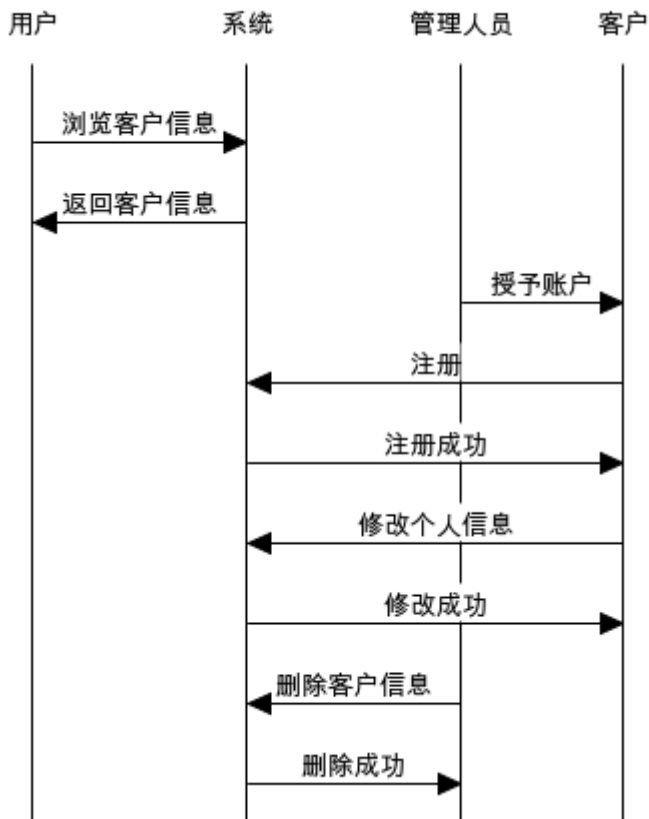 用户
系统
管理人员
客户
浏览客户信息
返回客户信息
授予账户
注册
注册成功
修改个人信息
修改成功
删除客户信息
删除成功